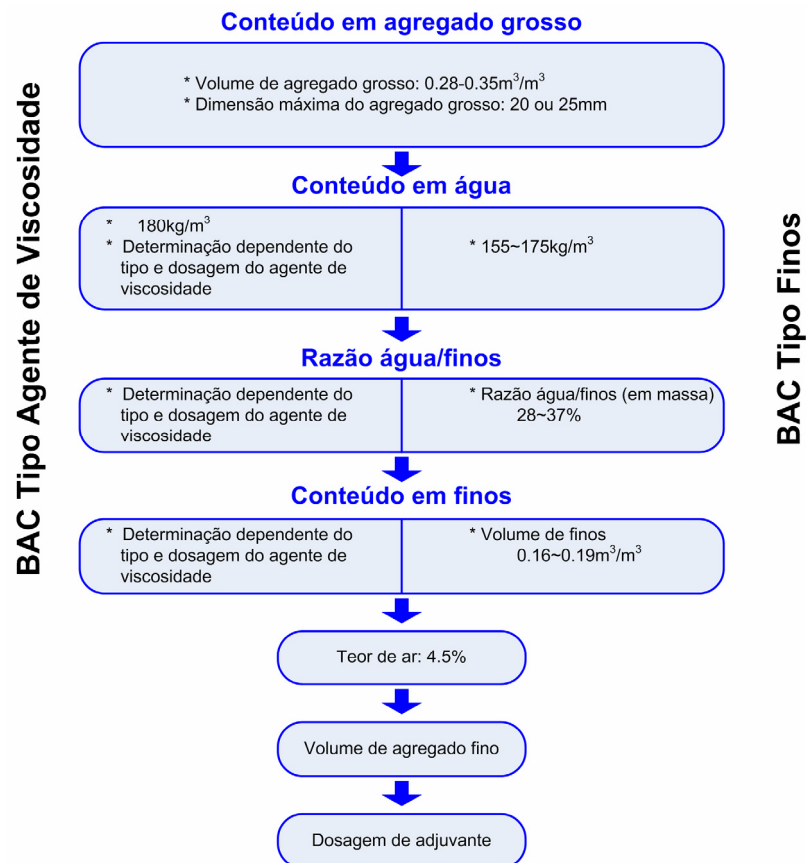 Conteúdo em agregado grosso
* Volume de agregado grosso: 0.28-0.35m³/m³
* Dimensão máxima do agregado grosso: 20 ou 25mm
BAC Tipo Agente de Viscosidade
BAC Tipo Finos
Conteúdo em água
* 180kg/m³
* Determinação dependente do
tipo e dosagem do agente de
viscosidade
* 155~175kg/m³
Razão água/finos
* Determinação dependente do
tipo e dosagem do agente de
viscosidade
* Razão água/finos (em massa)
28~37%
Conteúdo em finos
* Determinação dependente do
tipo e dosagem do agente de
viscosidade
* Volume de finos
0.16~0.19m³/m³
Teor de ar: 4.5%
Volume de agregado fino
Dosagem de adjuvante